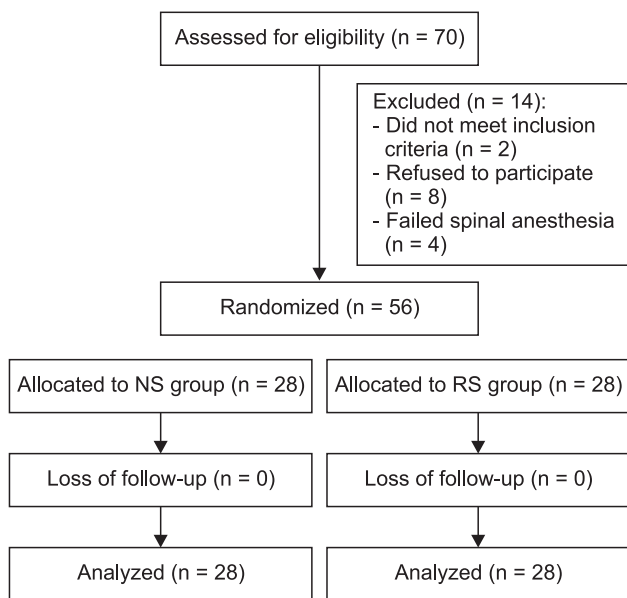 Assessed for eligibility (n = 70)
Excluded (n = 14):
- Did not meet inclusion
criteria (n = 2)
- Refused to participate
(n = 8)
- Failed spinal anesthesia
(n = 4)
Randomized (n = 56)
Allocated to NS group (n = 28)
Allocated to RS group (n = 28)
Loss of follow-up (n = 0)
Loss of follow-up (n = 0)
Analyzed (n = 28)
Analyzed (n = 28)